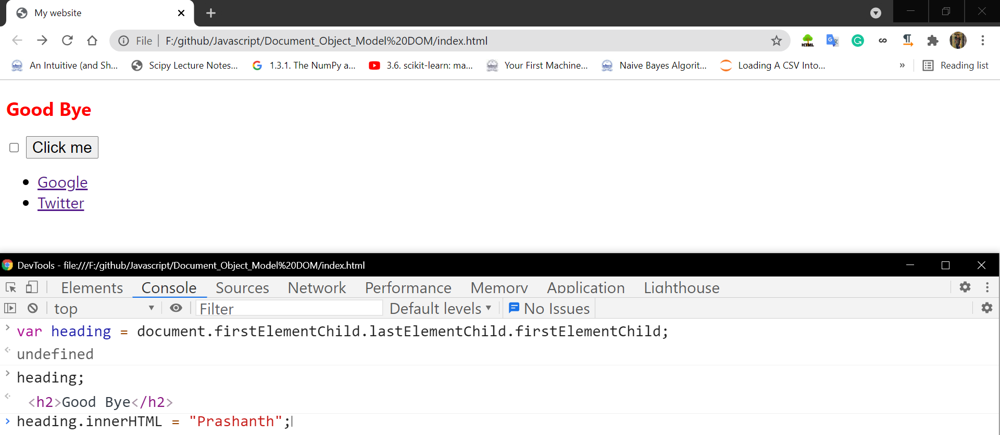 My website
File | F:/github/Javascript/Document_Object_Model%20DOM/index.html
HTML
An Intuitive (and Sh... Scipy Lecture Notes... 1.3.1. The NumPy a... 3.6. scikit-learn: ma... Your First Machine... Naive Bayes Algorit... Loading A CSV Into... » Reading list
Good Bye
Click me
Google
Twitter
DevTools - file:///F:/github/Javascript/Document_Object_Model%20DOM/index.html
Elements Console Sources Network Performance Memory Application Lighthouse
top Filter Default levels No Issues
var heading = document.firstElementChild.lastElementChild.firstElementChild;
undefined
heading;
<h2>Good Bye</h2>
heading.innerHTML = "Prashanth";